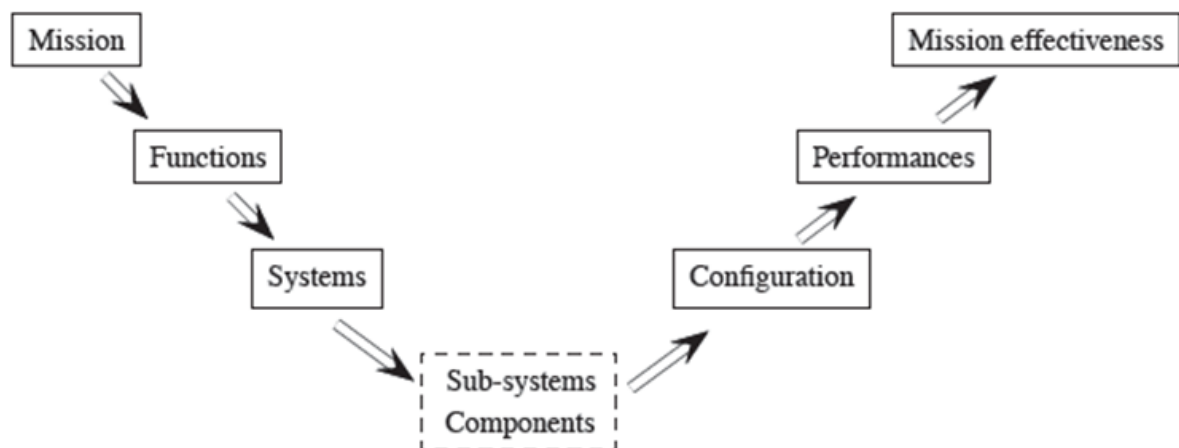 Mission
Mission effectiveness
Functions
Performances
Systems
Configuration
Sub-systems
Components